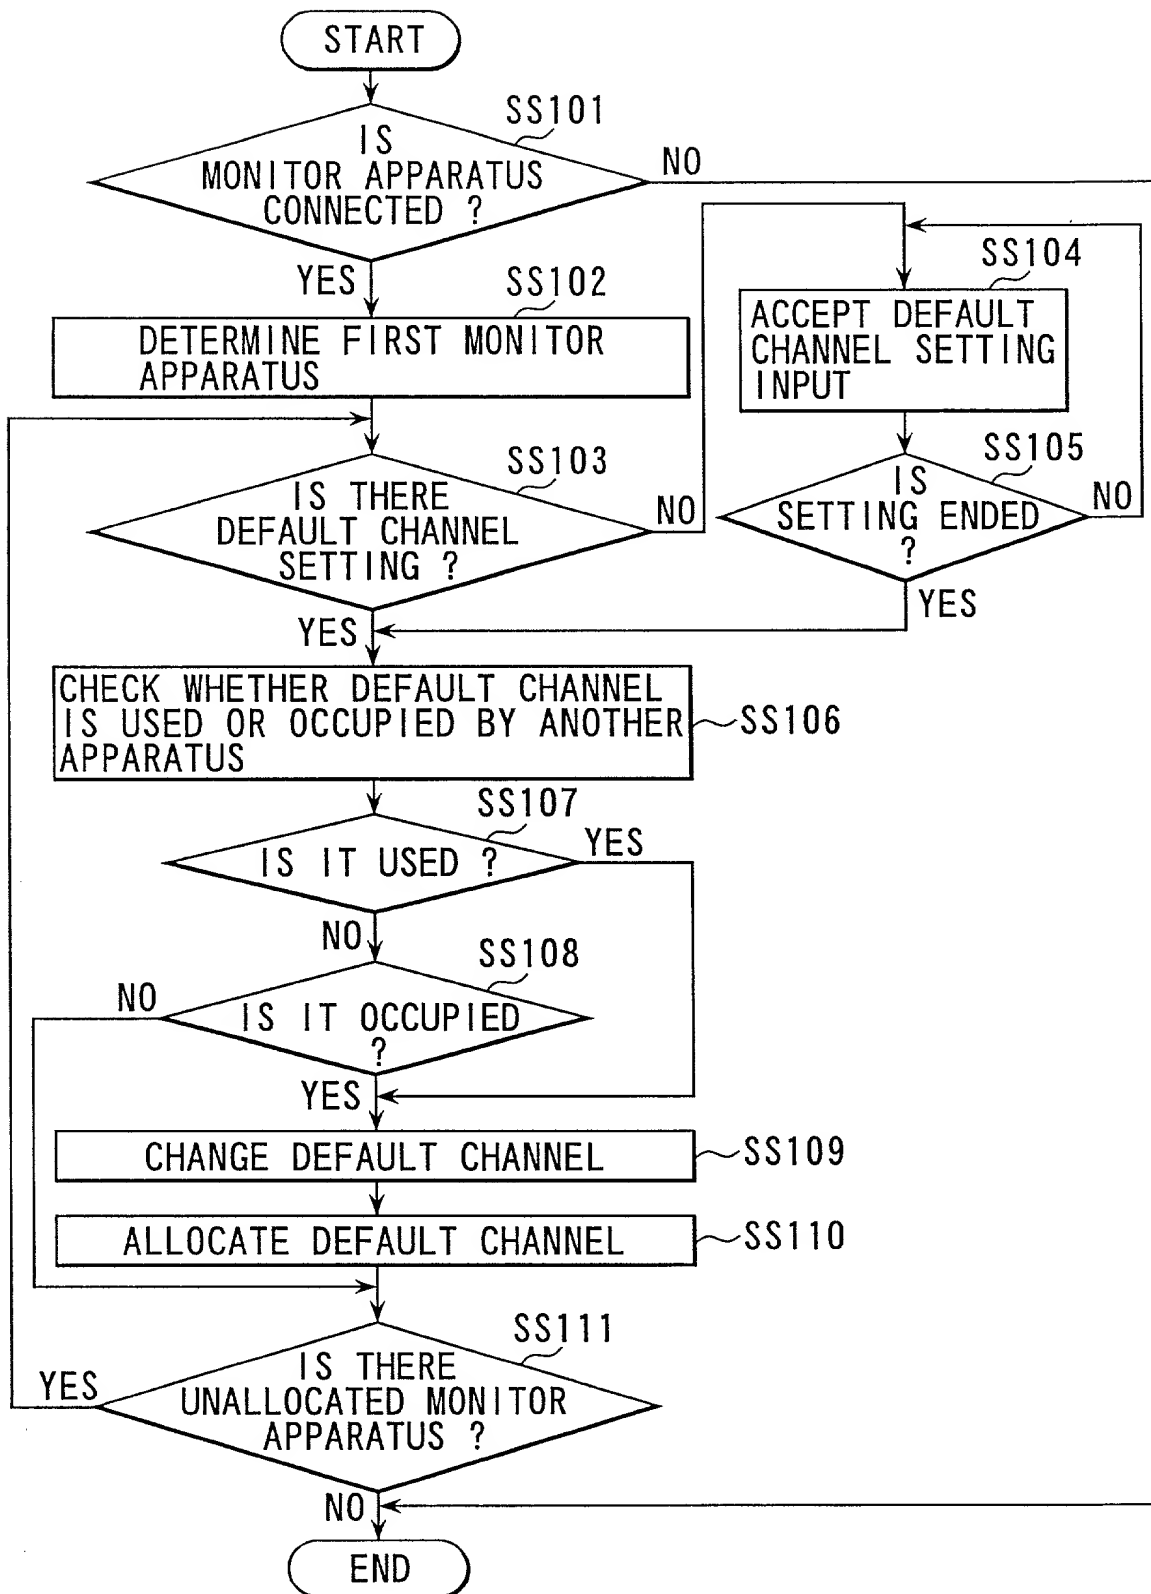 START
SS101
IS
MONITOR APPARATUS
CONNECTED ?
NO
YES
SS102
DETERMINE FIRST MONITOR
APPARATUS
SS103
IS THERE
DEFAULT CHANNEL
SETTING ?
NO
YES
SS104
ACCEPT DEFAULT
CHANNEL SETTING
INPUT
SS105
IS
SETTING ENDED
?
NO
YES
CHECK WHETHER DEFAULT CHANNEL
IS USED OR OCCUPIED BY ANOTHER
APPARATUS
SS106
SS107
IS IT USED ?
YES
NO
SS108
IS IT OCCUPIED
?
NO
YES
CHANGE DEFAULT CHANNEL
SS109
ALLOCATE DEFAULT CHANNEL
SS110
SS111
IS THERE
UNALLOCATED MONITOR
APPARATUS ?
YES
NO
END